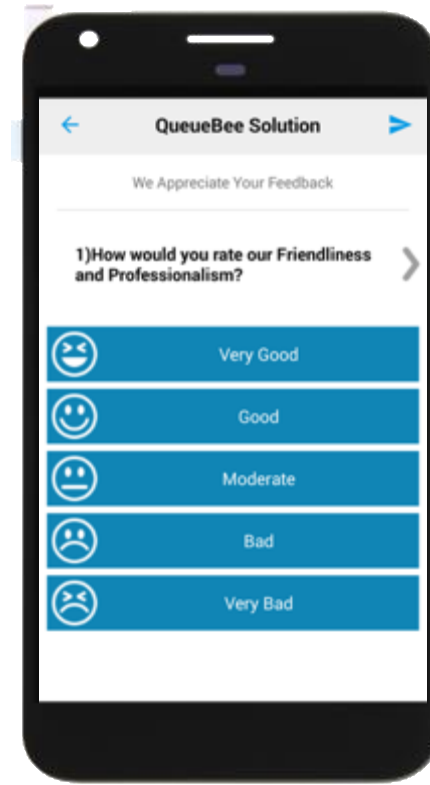 QueueBee Solution
We Appreciate Your Feedback
1)How would you rate our Friendliness
and Professionalism?
Very Good
Good
Moderate
Bad
Very Bad